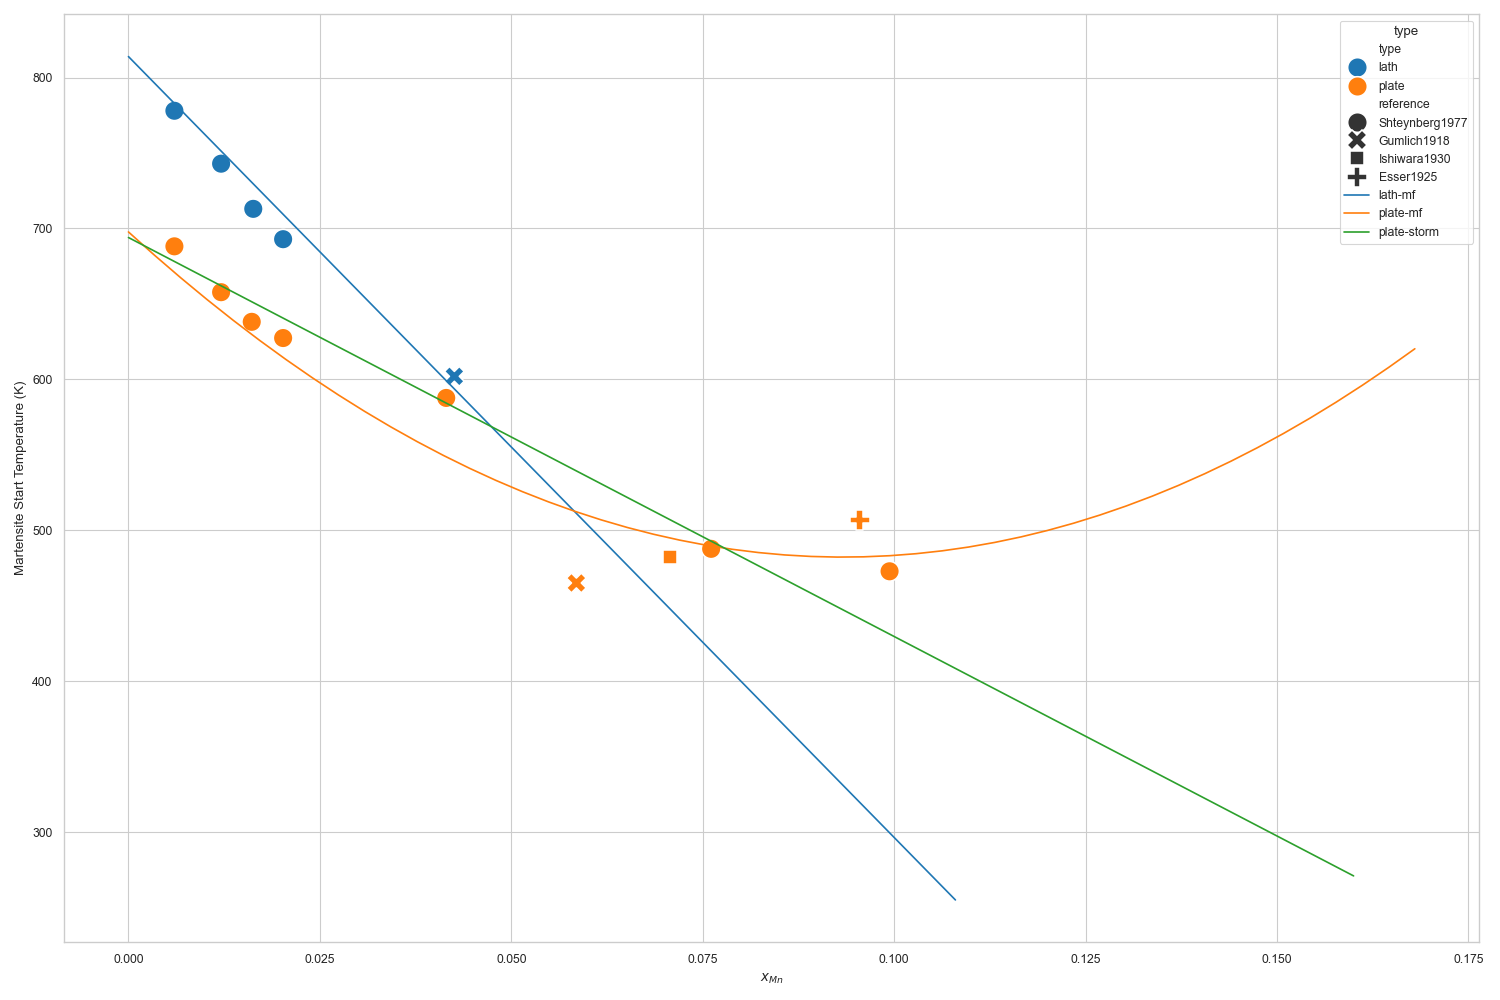 800
700
600
500
400
300
Martensite Start Temperature (K)
0.000
0.025
0.050
0.075
0.100
0.125
0.150
0.175
x_{Mn}
type
type
lath
plate
reference
Shteynberg1977
Gumlich1918
Ishiwara1930
Esser1925
lath-mf
plate-mf
plate-storm